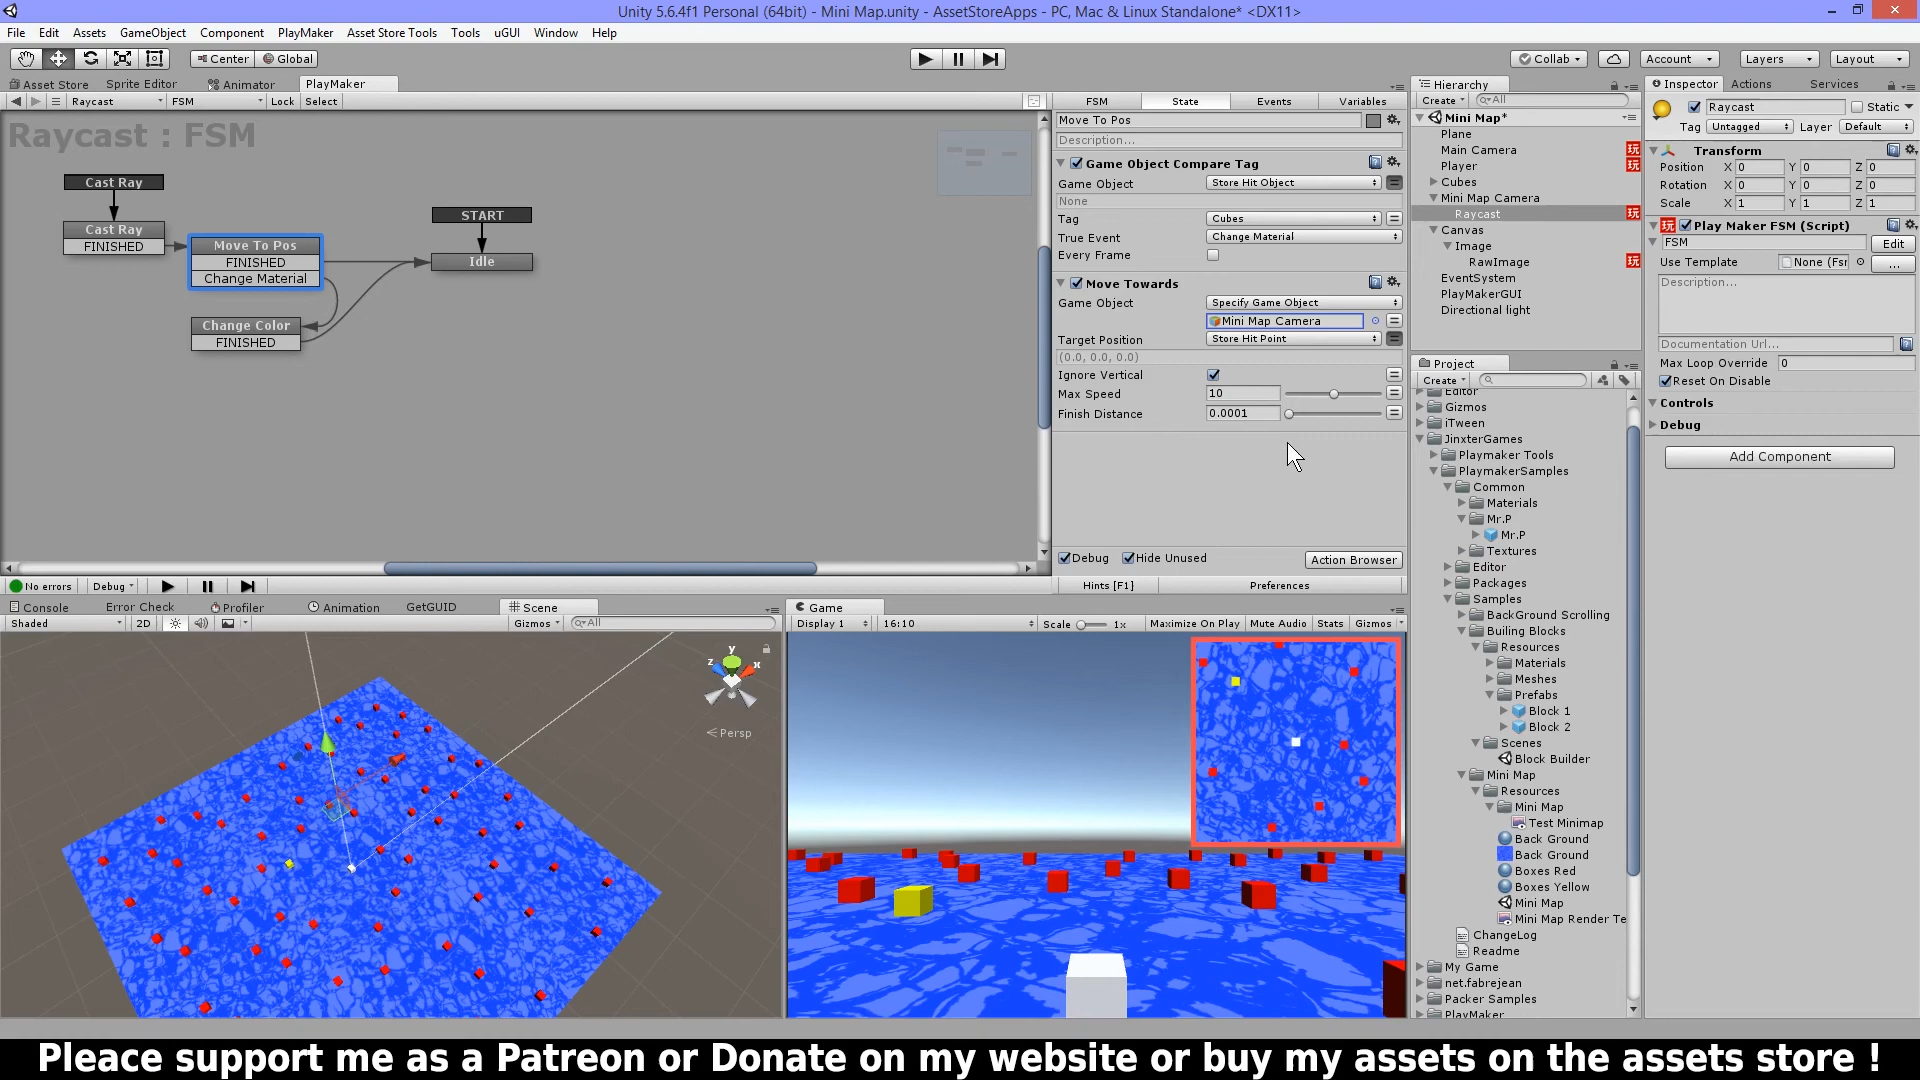 Unity 5.6.4f1 Personal (64bit) - Mini Map.unity - AssetStoreApps - PC, Mac & Linux Standalone* <DX11>
File Edit Assets GameObject Component PlayMaker Asset Store Tools Tools uGUI Window Help
Center Global Collab Account Layers Layout
Asset Store Sprite Editor Animator PlayMaker
Raycast FSM Lock Select
Raycast : FSM
Cast Ray
Cast Ray
FINISHED
Move To Pos
FINISHED
Change Material
Change Color
FINISHED
START
Idle
No errors Debug
FSM State Events Variables
Move To Pos
Description...
Game Object Compare Tag
Game Object Store Hit Object
None
Tag Cubes
True Event Change Material
Every Frame
Move Towards
Game Object Specify Game Object
Mini Map Camera
Target Position Store Hit Point
(0.0, 0.0, 0.0)
Ignore Vertical
Max Speed 10
Finish Distance 0.0001
Debug Hide Unused Action Browser
Hints [F1] Preferences
Console Error Check Profiler Animation GetGUID Scene
Shaded 2D Gizmos All
y
z x
Persp
Game
Display 1 16:10 Scale 1x Maximize On Play Mute Audio Stats Gizmos
Hierarchy
Create All
Mini Map*
Plane
Main Camera
玩
Player
玩
Cubes
Mini Map Camera
Raycast
玩
Canvas
Image
RawImage
玩
EventSystem
PlayMakerGUI
Directional light
Project
Create
Editor
Gizmos
iTween
JinxterGames
Playmaker Tools
PlaymakerSamples
Common
Materials
Mr.P
Mr.P
Textures
Editor
Packages
Samples
BackGround Scrolling
Builing Blocks
Resources
Materials
Meshes
Prefabs
Block 1
Block 2
Scenes
Block Builder
Mini Map
Resources
Mini Map
Test Minimap
Back Ground
Back Ground
Boxes Red
Boxes Yellow
Mini Map
Mini Map Render Te
ChangeLog
Readme
My Game
net.fabrejean
Packer Samples
PlayMaker
Inspector Actions Services
Raycast Static
Tag Untagged Layer Default
Transform
Position X 0 Y 0 Z 0
Rotation X 0 Y 0 Z 0
Scale X 1 Y 1 Z 1
玩 Play Maker FSM (Script)
FSM Edit
Use Template None (Fsr ...
Description...
Documentation Url...
Max Loop Override 0
Reset On Disable
Controls
Debug
Add Component
Pleace support me as a Patreon or Donate on my website or buy my assets on the assets store !